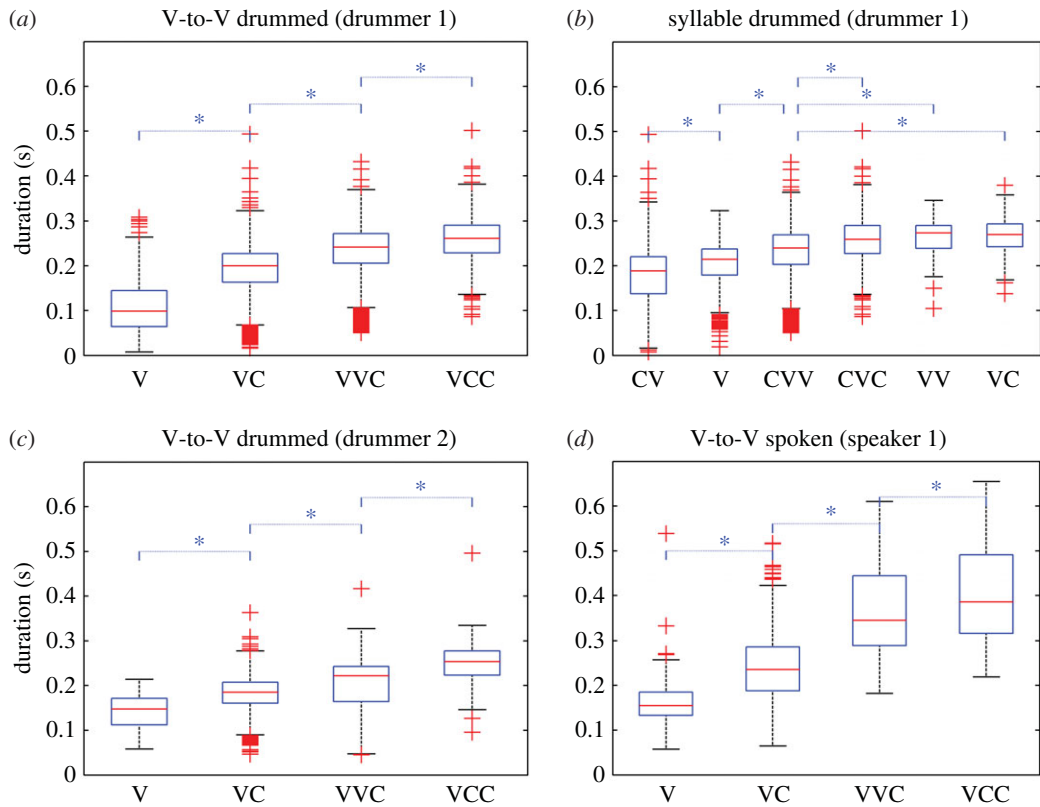 (a) V-to-V drummed (drummer 1)
duration (s)
0.6
0.5
0.4
0.3
0.2
0.1
0
* * *
V VC VVC VCC
(b) syllable drummed (drummer 1)
0.6
0.5
0.4
0.3
0.2
0.1
0
* * * * *
CV V CVV CVC VV VC
(c) V-to-V drummed (drummer 2)
duration (s)
0.6
0.5
0.4
0.3
0.2
0.1
0
* * *
V VC VVC VCC
(d) V-to-V spoken (speaker 1)
0.6
0.5
0.4
0.3
0.2
0.1
0
* * *
V VC VVC VCC